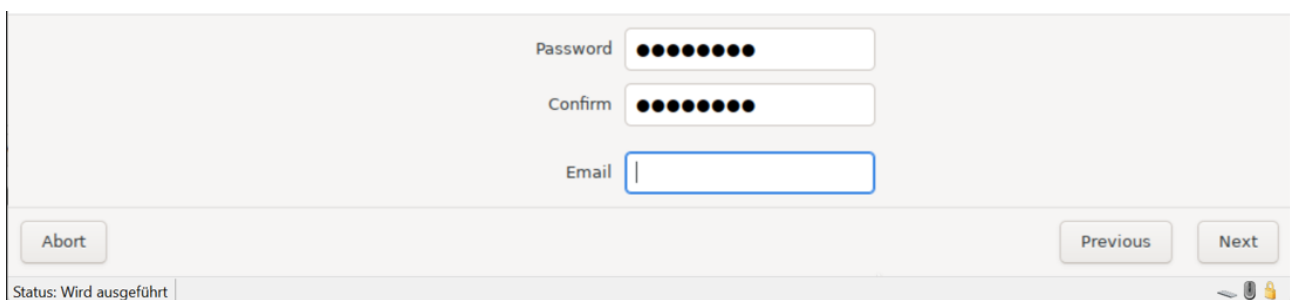 Password ●●●●●●●●
Confirm ●●●●●●●●
Email
Abort Previous Next
Status: Wird ausgeführt